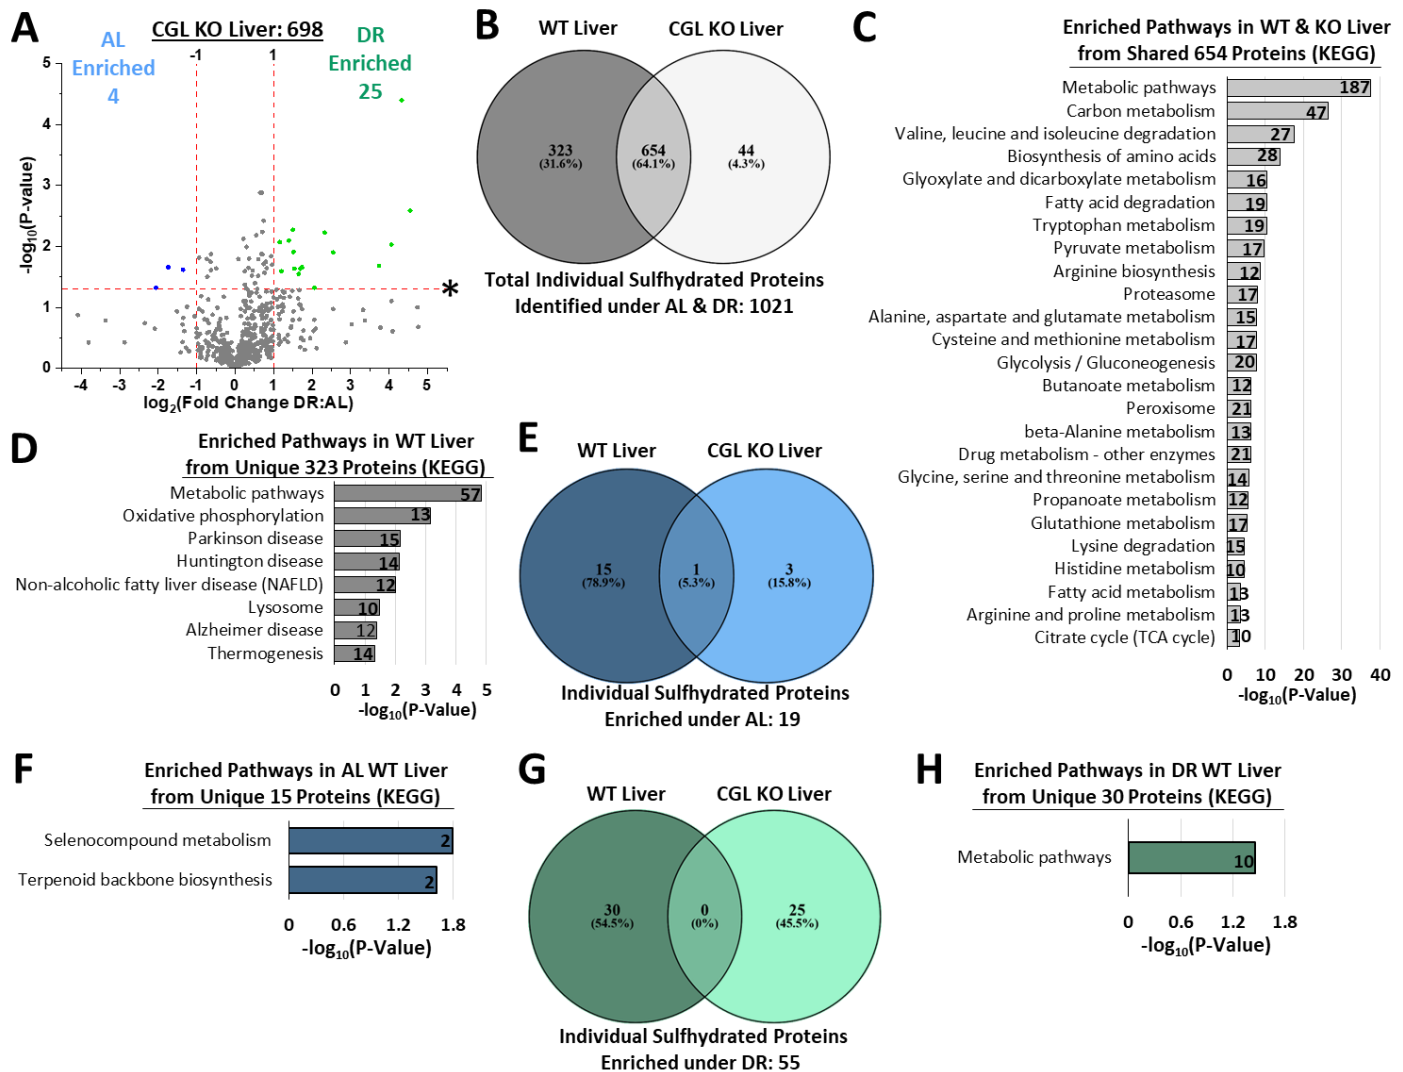 A
CGL KO Liver: 698
AL
Enriched
4
DR
Enriched
25
-1
1
5
4
3
2
1
0
-log10(P-value)
*
-4
-3
-2
-1
0
1
2
3
4
5
log2(Fold Change DR:AL)
B
WT Liver
CGL KO Liver
323
(31.6%)
654
(64.1%)
44
(4.3%)
Total Individual Sulfhydrated Proteins
Identified under AL & DR: 1021
C
Enriched Pathways in WT & KO Liver
from Shared 654 Proteins (KEGG)
Metabolic pathways 187
Carbon metabolism 47
Valine, leucine and isoleucine degradation 27
Biosynthesis of amino acids 28
Glyoxylate and dicarboxylate metabolism 16
Fatty acid degradation 19
Tryptophan metabolism 19
Pyruvate metabolism 17
Arginine biosynthesis 12
Proteasome 17
Alanine, aspartate and glutamate metabolism 15
Cysteine and methionine metabolism 17
Glycolysis / Gluconeogenesis 20
Butanoate metabolism 12
Peroxisome 21
beta-Alanine metabolism 13
Drug metabolism - other enzymes 21
Glycine, serine and threonine metabolism 14
Propanoate metabolism 12
Glutathione metabolism 17
Lysine degradation 15
Histidine metabolism 10
Fatty acid metabolism 13
Arginine and proline metabolism 13
Citrate cycle (TCA cycle) 10
0 10 20 30 40
-log10(P-Value)
D
Enriched Pathways in WT Liver
from Unique 323 Proteins (KEGG)
Metabolic pathways 57
Oxidative phosphorylation 13
Parkinson disease 15
Huntington disease 14
Non-alcoholic fatty liver disease (NAFLD) 12
Lysosome 10
Alzheimer disease 12
Thermogenesis 14
0 1 2 3 4 5
-log10(P-Value)
E
WT Liver
CGL KO Liver
15
(78.9%)
1
(5.3%)
3
(15.8%)
Individual Sulfhydrated Proteins
Enriched under AL: 19
F
Enriched Pathways in AL WT Liver
from Unique 15 Proteins (KEGG)
Selenocompound metabolism 2
Terpenoid backbone biosynthesis 2
0 0.6 1.2 1.8
-log10(P-Value)
G
WT Liver
CGL KO Liver
30
(54.5%)
0
(0%)
25
(45.5%)
Individual Sulfhydrated Proteins
Enriched under DR: 55
H
Enriched Pathways in DR WT Liver
from Unique 30 Proteins (KEGG)
Metabolic pathways 10
0 0.6 1.2 1.8
-log10(P-Value)